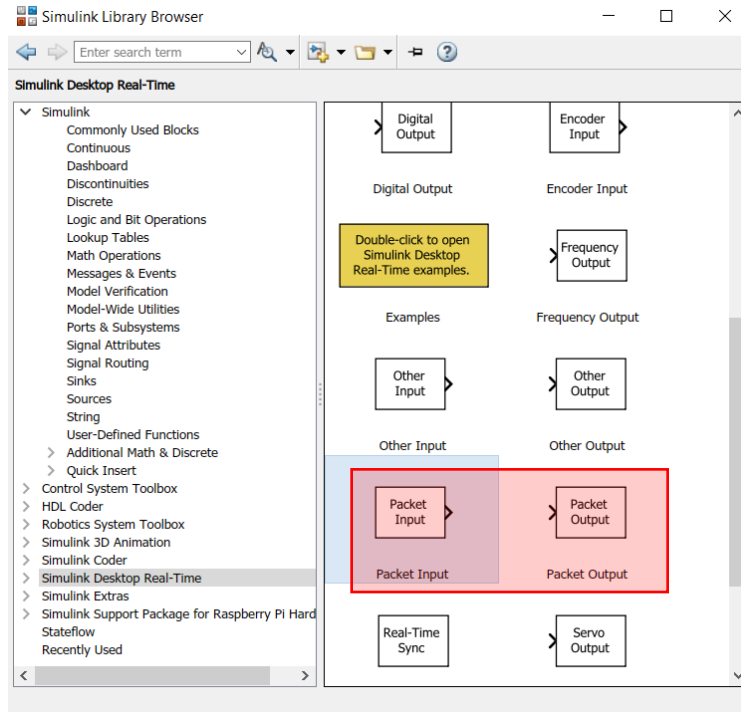 Simulink Library Browser
Enter search term
Simulink Desktop Real-Time
Simulink
Commonly Used Blocks
Continuous
Dashboard
Discontinuities
Discrete
Logic and Bit Operations
Lookup Tables
Math Operations
Messages & Events
Model Verification
Model-Wide Utilities
Ports & Subsystems
Signal Attributes
Signal Routing
Sinks
Sources
String
User-Defined Functions
Additional Math & Discrete
Quick Insert
Control System Toolbox
HDL Coder
Robotics System Toolbox
Simulink 3D Animation
Simulink Coder
Simulink Desktop Real-Time
Simulink Extras
Simulink Support Package for Raspberry Pi Hard
Stateflow
Recently Used
Digital
Output
Digital Output
Encoder
Input
Encoder Input
Double-click to open
Simulink Desktop
Real-Time examples.
Examples
Frequency
Output
Frequency Output
Other
Input
Other Input
Other
Output
Other Output
Packet
Input
Packet Input
Packet
Output
Packet Output
Real-Time
Sync
Servo
Output